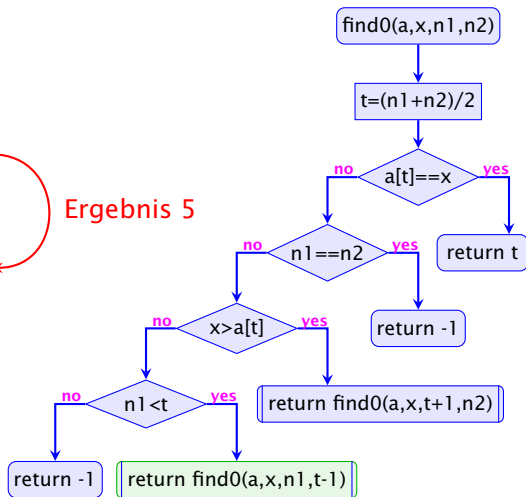 find0(a,x,n1,n2)
t=(n1+n2)/2
a[t]==x
no
yes
Ergebnis 5
return t
n1==n2
no
yes
return -1
x>a[t]
no
yes
return find0(a,x,t+1,n2)
n1<t
no
yes
return -1
return find0(a,x,n1,t-1)